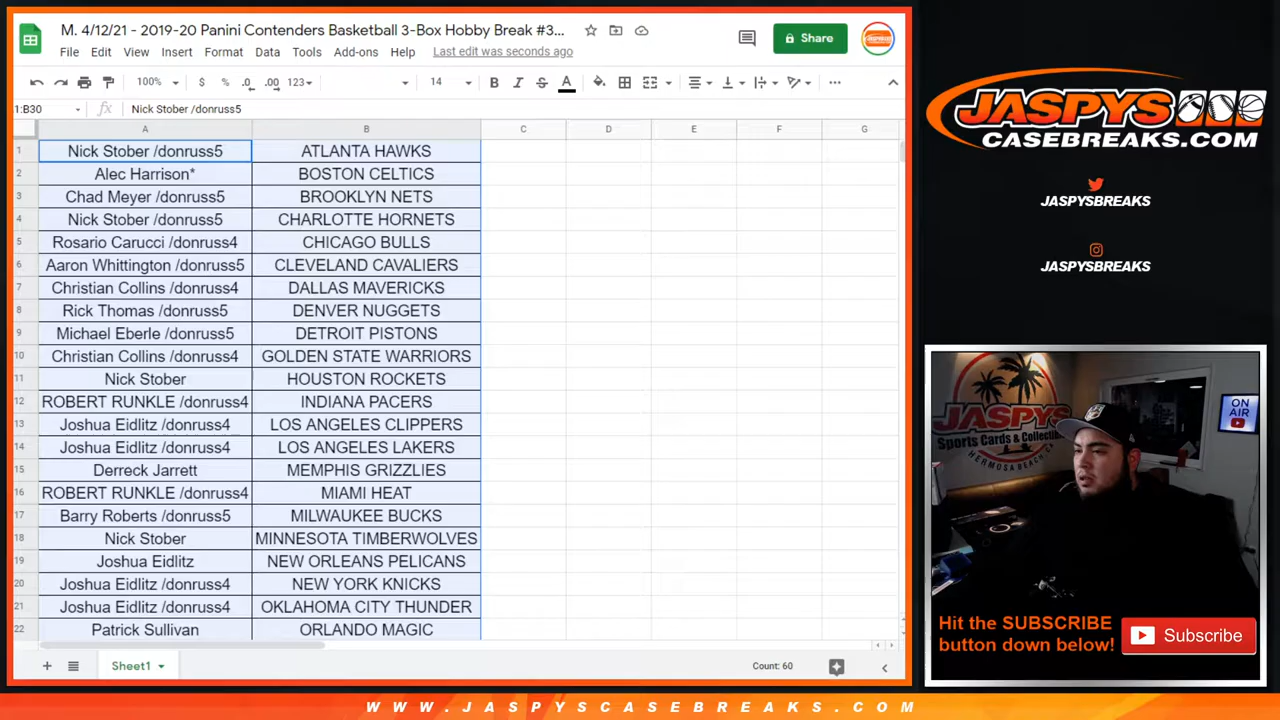 M. 4/12/21 - 2019-20 Panini Contenders Basketball 3-Box Hobby Break #3...
File Edit View Insert Format Data Tools Add-ons Help Last edit was seconds ago
Share
100% $ % .0 .00 123 14 B I S A
1:B30 fx Nick Stober /donruss5
A B C D E F G
1 Nick Stober /donruss5 ATLANTA HAWKS
2 Alec Harrison* BOSTON CELTICS
3 Chad Meyer /donruss5 BROOKLYN NETS
4 Nick Stober /donruss5 CHARLOTTE HORNETS
5 Rosario Carucci /donruss4 CHICAGO BULLS
6 Aaron Whittington /donruss5 CLEVELAND CAVALIERS
7 Christian Collins /donruss4 DALLAS MAVERICKS
8 Rick Thomas /donruss5 DENVER NUGGETS
9 Michael Eberle /donruss5 DETROIT PISTONS
10 Christian Collins /donruss4 GOLDEN STATE WARRIORS
11 Nick Stober HOUSTON ROCKETS
12 ROBERT RUNKLE /donruss4 INDIANA PACERS
13 Joshua Eidlitz /donruss4 LOS ANGELES CLIPPERS
14 Joshua Eidlitz /donruss4 LOS ANGELES LAKERS
15 Derreck Jarrett MEMPHIS GRIZZLIES
16 ROBERT RUNKLE /donruss4 MIAMI HEAT
17 Barry Roberts /donruss5 MILWAUKEE BUCKS
18 Nick Stober MINNESOTA TIMBERWOLVES
19 Joshua Eidlitz NEW ORLEANS PELICANS
20 Joshua Eidlitz /donruss4 NEW YORK KNICKS
21 Joshua Eidlitz /donruss4 OKLAHOMA CITY THUNDER
22 Patrick Sullivan ORLANDO MAGIC
Sheet1 Count: 60
JASPYS
CASEBREAKS.COM
JASPYSBREAKS
JASPYSBREAKS
JASPYS
Sports Cards & Collectibles
HERMOSA BEACH
ON
AIR
Hit the SUBSCRIBE
button down below!
Subscribe
WWW.JASPYSCASEBREAKS.COM